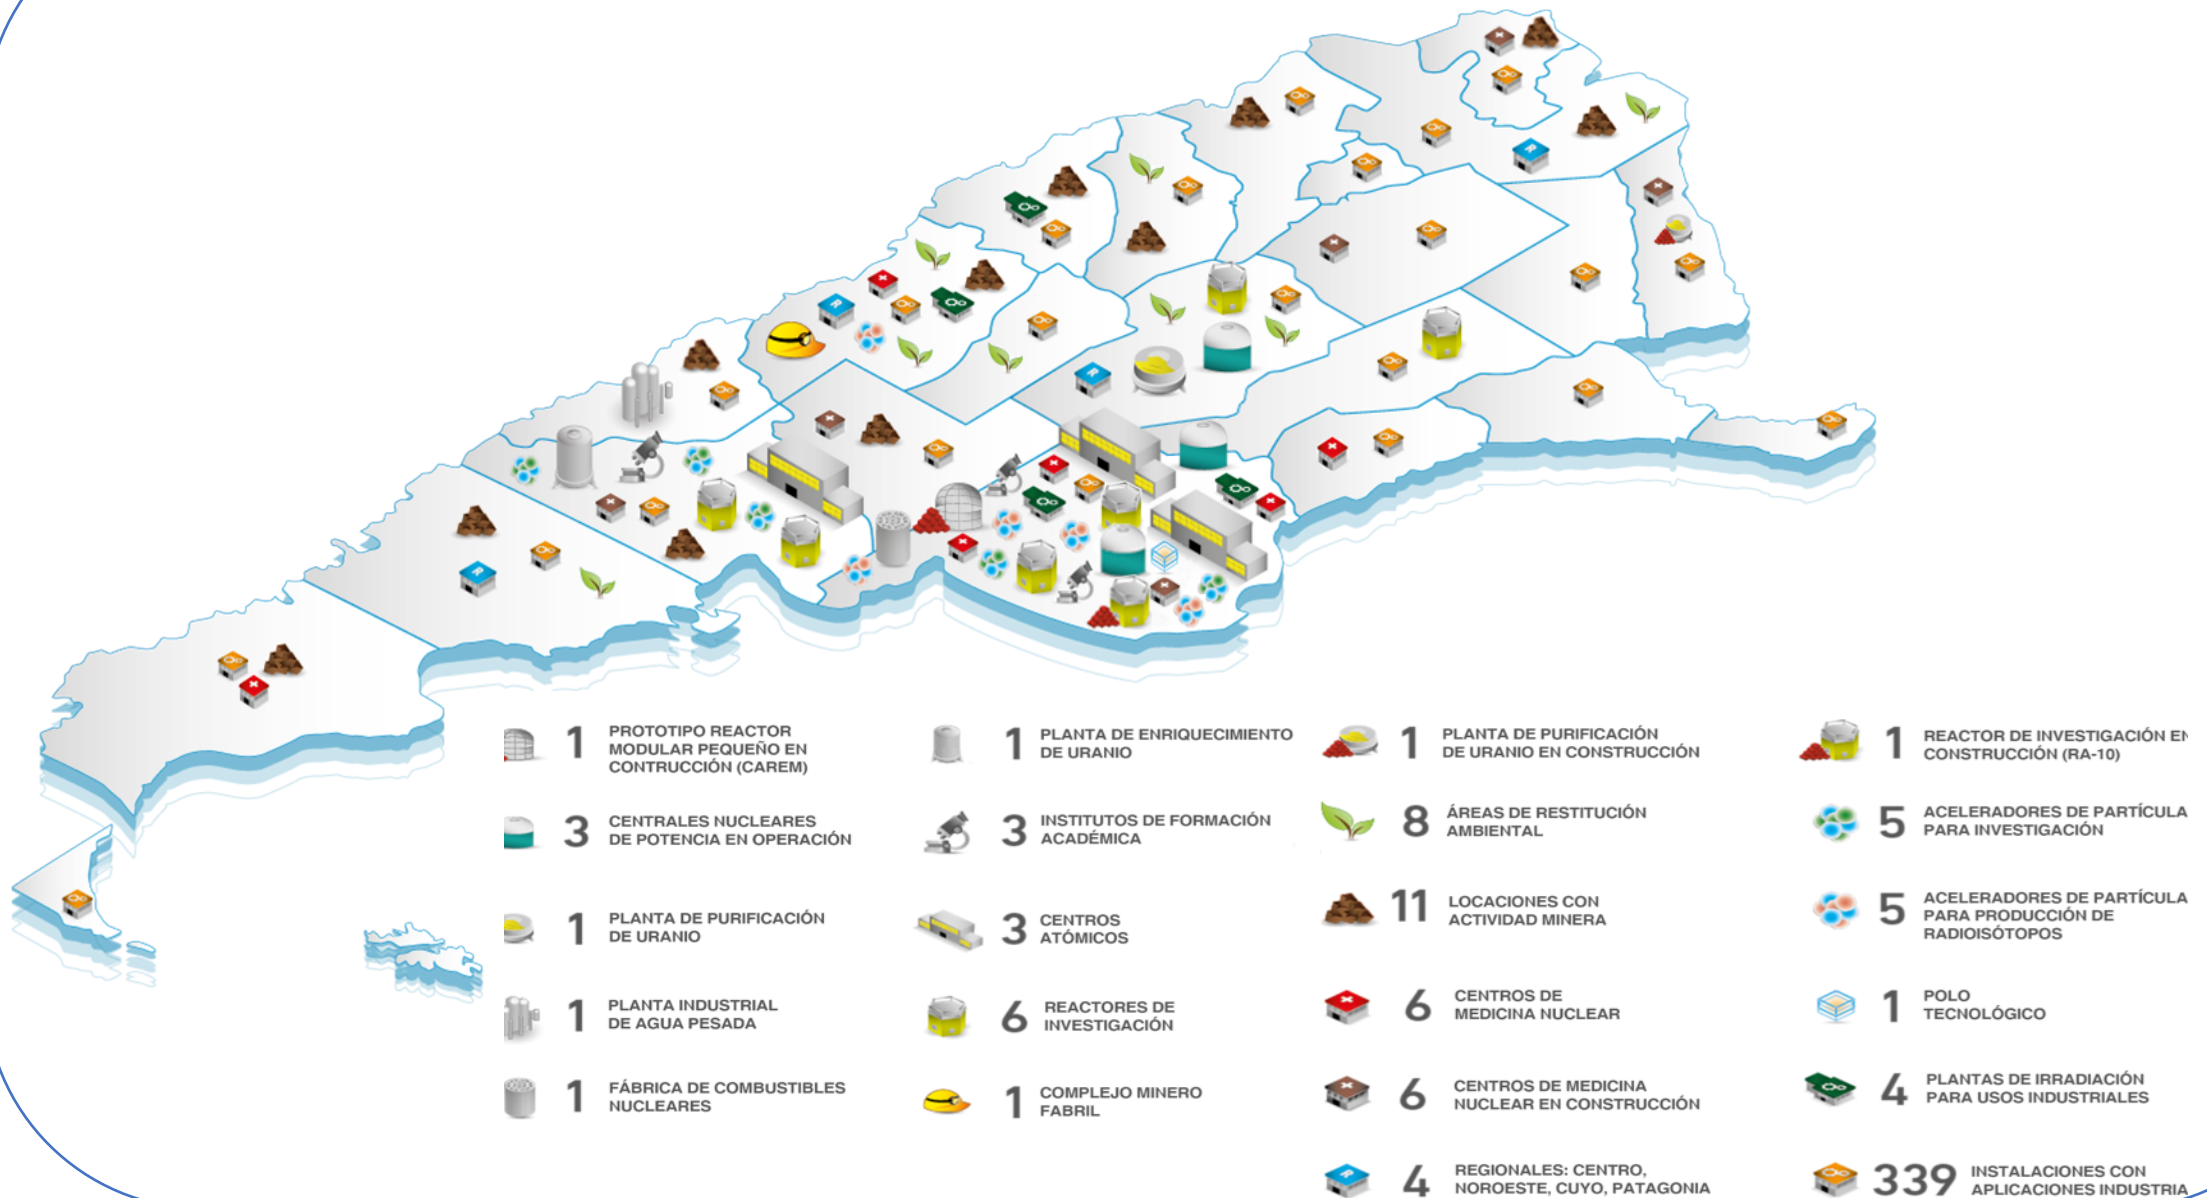 1 PROTOTIPO REACTOR
MODULAR PEQUEÑO EN
CONTRUCCIÓN (CAREM)
3 CENTRALES NUCLEARES
DE POTENCIA EN OPERACIÓN
1 PLANTA DE PURIFICACIÓN
DE URANIO
1 PLANTA INDUSTRIAL
DE AGUA PESADA
1 FÁBRICA DE COMBUSTIBLES
NUCLEARES
1 PLANTA DE ENRIQUECIMIENTO
DE URANIO
3 INSTITUTOS DE FORMACIÓN
ACADÉMICA
3 CENTROS
ATÓMICOS
6 REACTORES DE
INVESTIGACIÓN
1 COMPLEJO MINERO
FABRIL
1 PLANTA DE PURIFICACIÓN
DE URANIO EN CONSTRUCCIÓN
8 ÁREAS DE RESTITUCIÓN
AMBIENTAL
11 LOCACIONES CON
ACTIVIDAD MINERA
6 CENTROS DE
MEDICINA NUCLEAR
6 CENTROS DE MEDICINA
NUCLEAR EN CONSTRUCCIÓN
4 REGIONALES: CENTRO,
NOROESTE, CUYO, PATAGONIA
1 REACTOR DE INVESTIGACIÓN EN
CONSTRUCCIÓN (RA-10)
5 ACELERADORES DE PARTÍCULA
PARA INVESTIGACIÓN
5 ACELERADORES DE PARTÍCULA
PARA PRODUCCIÓN DE
RADIOISÓTOPOS
1 POLO
TECNOLÓGICO
4 PLANTAS DE IRRADIACIÓN
PARA USOS INDUSTRIALES
339 INSTALACIONES CON
APLICACIONES INDUSTRIA